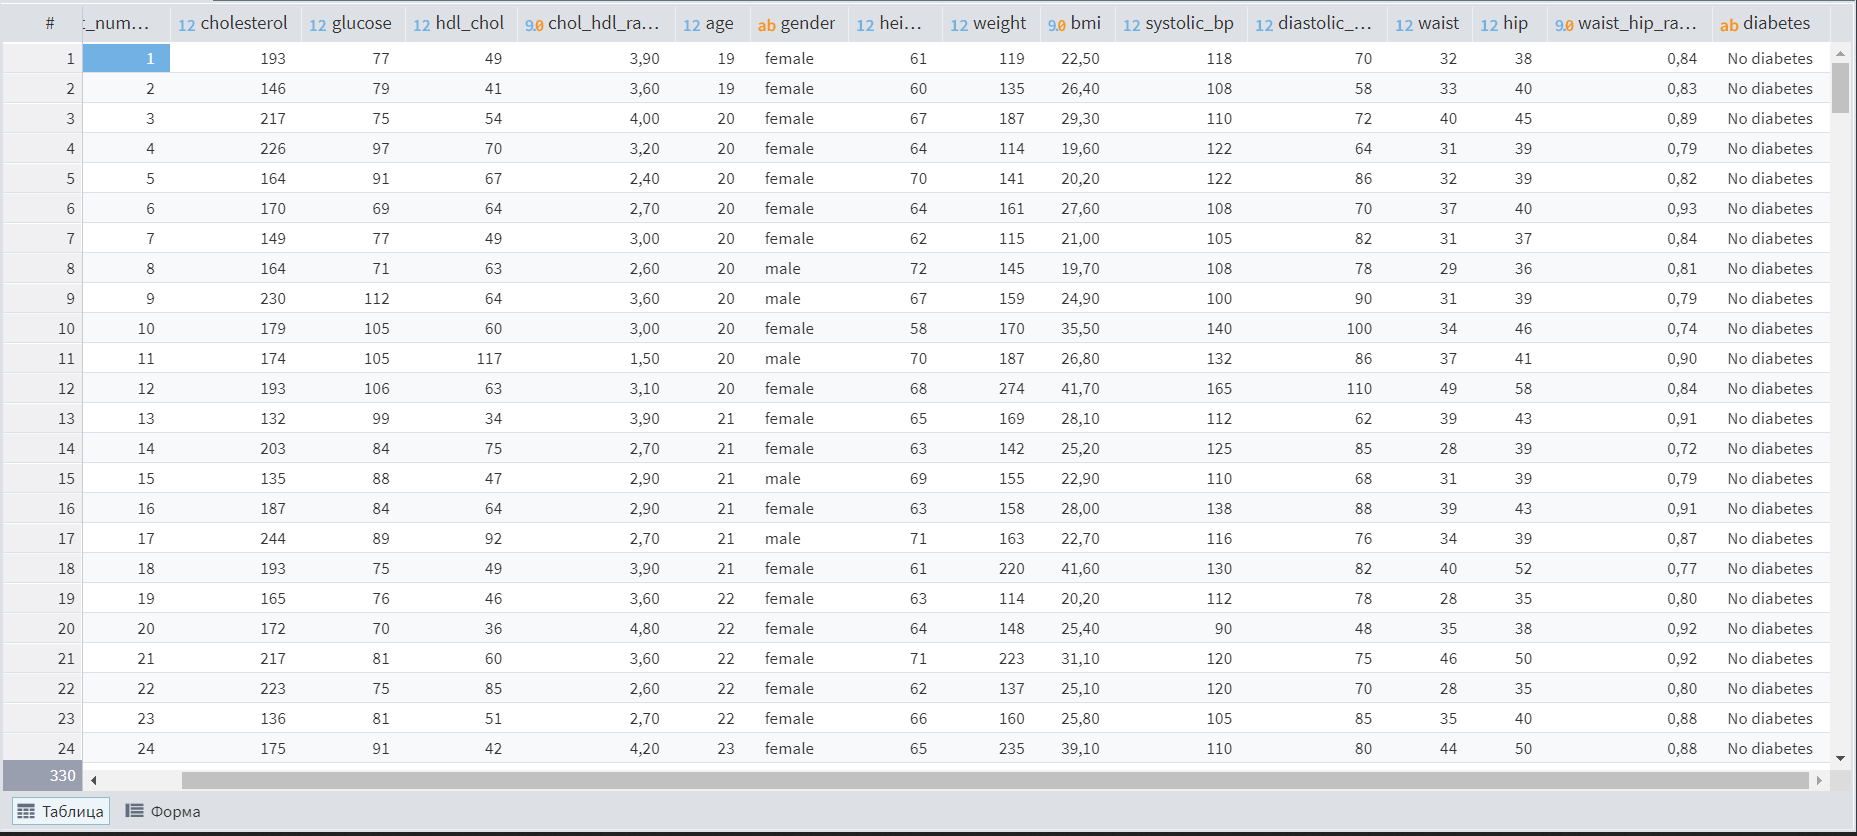 # t_num... 12 cholesterol 12 glucose 12 hdl_chol 9.0 chol_hdl_ra... 12 age ab gender 12 hei... 12 weight 9.0 bmi 12 systolic_bp 12 diastolic_... 12 waist 12 hip 9.0 waist_hip_ra... ab diabetes
1 1 193 77 49 3,90 19 female 61 119 22,50 118 70 32 38 0,84 No diabetes
2 2 146 79 41 3,60 19 female 60 135 26,40 108 58 33 40 0,83 No diabetes
3 3 217 75 54 4,00 20 female 67 187 29,30 110 72 40 45 0,89 No diabetes
4 4 226 97 70 3,20 20 female 64 114 19,60 122 64 31 39 0,79 No diabetes
5 5 164 91 67 2,40 20 female 70 141 20,20 122 86 32 39 0,82 No diabetes
6 6 170 69 64 2,70 20 female 64 161 27,60 108 70 37 40 0,93 No diabetes
7 7 149 77 49 3,00 20 female 62 115 21,00 105 82 31 37 0,84 No diabetes
8 8 164 71 63 2,60 20 male 72 145 19,70 108 78 29 36 0,81 No diabetes
9 9 230 112 64 3,60 20 male 67 159 24,90 100 90 31 39 0,79 No diabetes
10 10 179 105 60 3,00 20 female 58 170 35,50 140 100 34 46 0,74 No diabetes
11 11 174 105 117 1,50 20 male 70 187 26,80 132 86 37 41 0,90 No diabetes
12 12 193 106 63 3,10 20 female 68 274 41,70 165 110 49 58 0,84 No diabetes
13 13 132 99 34 3,90 21 female 65 169 28,10 112 62 39 43 0,91 No diabetes
14 14 203 84 75 2,70 21 female 63 142 25,20 125 85 28 39 0,72 No diabetes
15 15 135 88 47 2,90 21 male 69 155 22,90 110 68 31 39 0,79 No diabetes
16 16 187 84 64 2,90 21 female 63 158 28,00 138 88 39 43 0,91 No diabetes
17 17 244 89 92 2,70 21 male 71 163 22,70 116 76 34 39 0,87 No diabetes
18 18 193 75 49 3,90 21 female 61 220 41,60 130 82 40 52 0,77 No diabetes
19 19 165 76 46 3,60 22 female 63 114 20,20 112 78 28 35 0,80 No diabetes
20 20 172 70 36 4,80 22 female 64 148 25,40 90 48 35 38 0,92 No diabetes
21 21 217 81 60 3,60 22 female 71 223 31,10 120 75 46 50 0,92 No diabetes
22 22 223 75 85 2,60 22 female 62 137 25,10 120 70 28 35 0,80 No diabetes
23 23 136 81 51 2,70 22 female 66 160 25,80 105 85 35 40 0,88 No diabetes
24 24 175 91 42 4,20 23 female 65 235 39,10 110 80 44 50 0,88 No diabetes
330
Таблица Форма